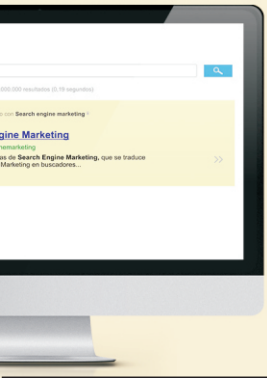 000.000 resultados (0,19 segundos)
con Search engine marketing
gine Marketing
nemarketing
as de Search Engine Marketing, que se traduce
Marketing en buscadores...